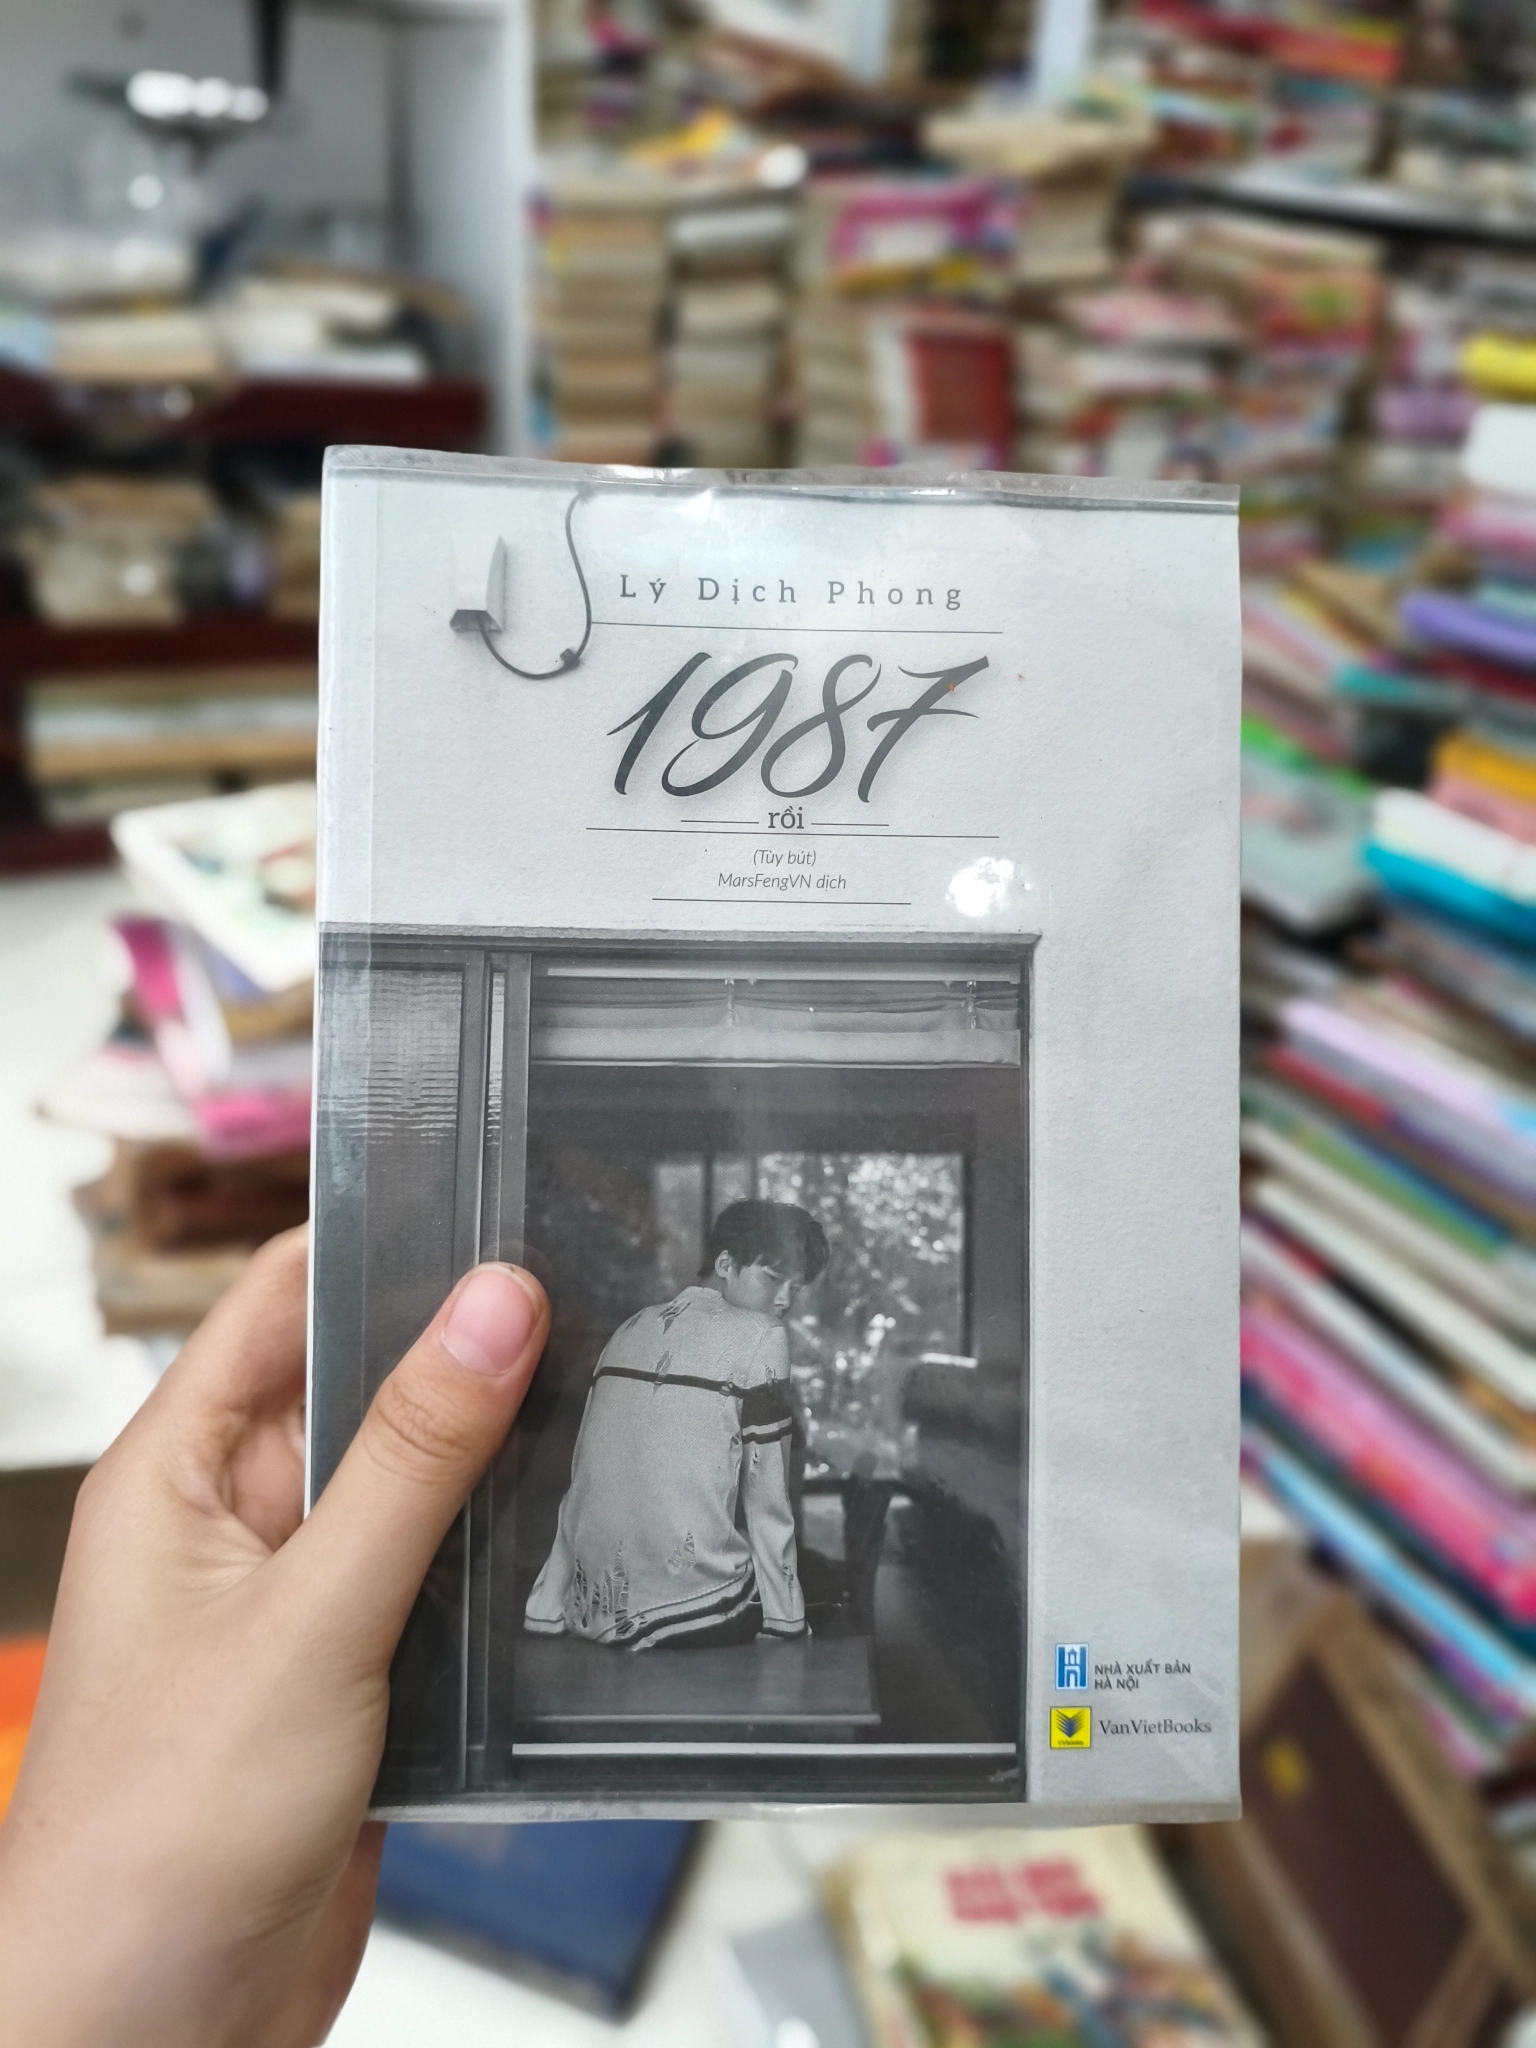 Lý Dịch Phong
1987
rồi
(Tùy bút)
MarsFengVN dịch
NHÀ XUẤT BẢN
HÀ NỘI
VanVietBooks